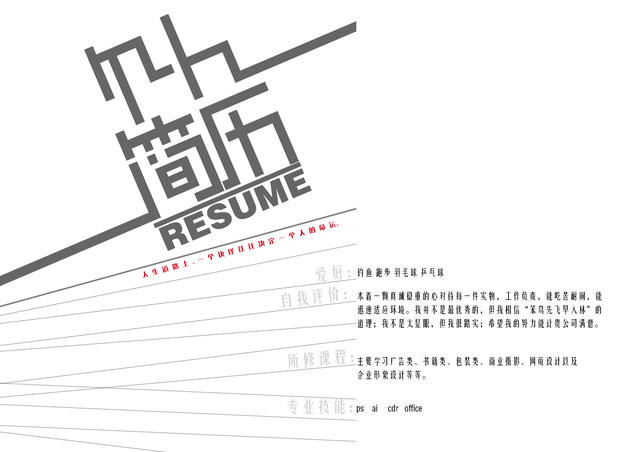 个人
简历
RESUME
人生道路上,一个抉择往往决定一个人的命运。
爱好:钓鱼 跑步 羽毛球 乒乓球
自我评价:本着一颗真诚稳重的心对待每一件实物,工作负责,能吃苦耐闹,能
迅速适应环境。我并不是最优秀的,但我相信“笨鸟先飞早入林”的
道理;我不是太显眼,但我很踏实;希望我的努力能让贵公司满意。
所修课程:主要学习广告类、书籍类、包装类、商业摄影、网页设计以及
企业形象设计等等。
专业技能:ps ai cdr office